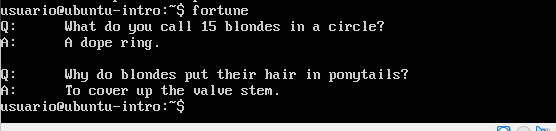 usuario@ubuntu-intro:~$ fortune
Q: What do you call 15 blondes in a circle?
A: A dope ring.
Q: Why do blondes put their hair in ponytails?
A: To cover up the valve stem.
usuario@ubuntu-intro:~$